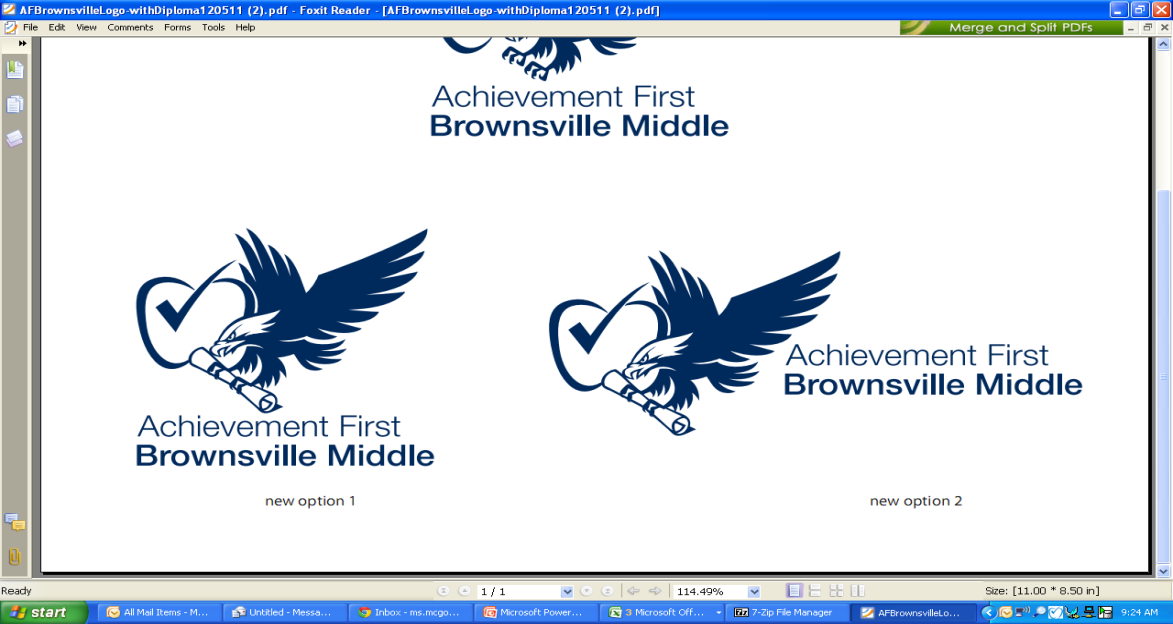 AFBrownsvilleLogo-withDiploma120511 (2).pdf - Foxit Reader - [AFBrownsvilleLogo-withDiploma120511 (2).pdf]
File Edit View Comments Forms Tools Help
Merge and Split PDFs
Achievement First
Brownsville Middle
Achievement First
Brownsville Middle
new option 1
Achievement First
Brownsville Middle
new option 2
Ready
1 / 1
114.49%
Size: [11.00 * 8.50 in]
start
All Mail Items - M...
Untitled - Messa...
Inbox - ms.mcgo...
Microsoft Power...
3 Microsoft Off...
7-Zip File Manager
AFBrownsvilleLo...
9:24 AM